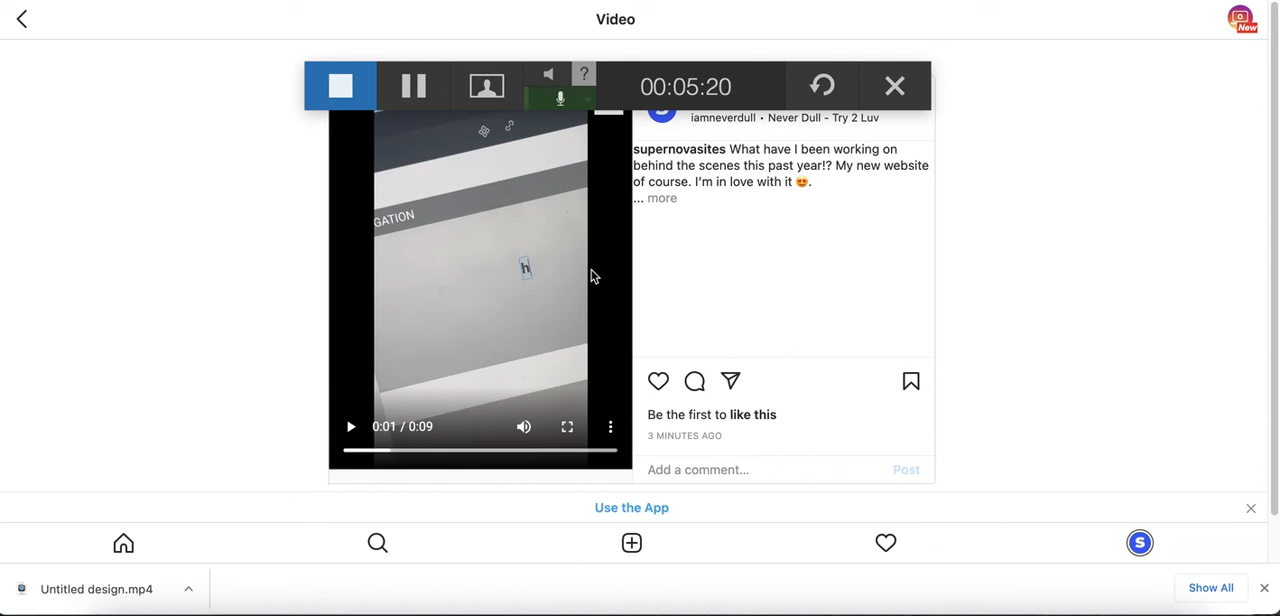 Video
New
?
00:05:20
iamneverdull • Never Dull - Try 2 Luv
supernovasites What have I been working on
behind the scenes this past year!? My new website
of course. I'm in love with it 😍.
... more
GATION
h
0:01 / 0:09
Be the first to like this
3 MINUTES AGO
Add a comment... Post
Use the App
S
Untitled design.mp4
Show All